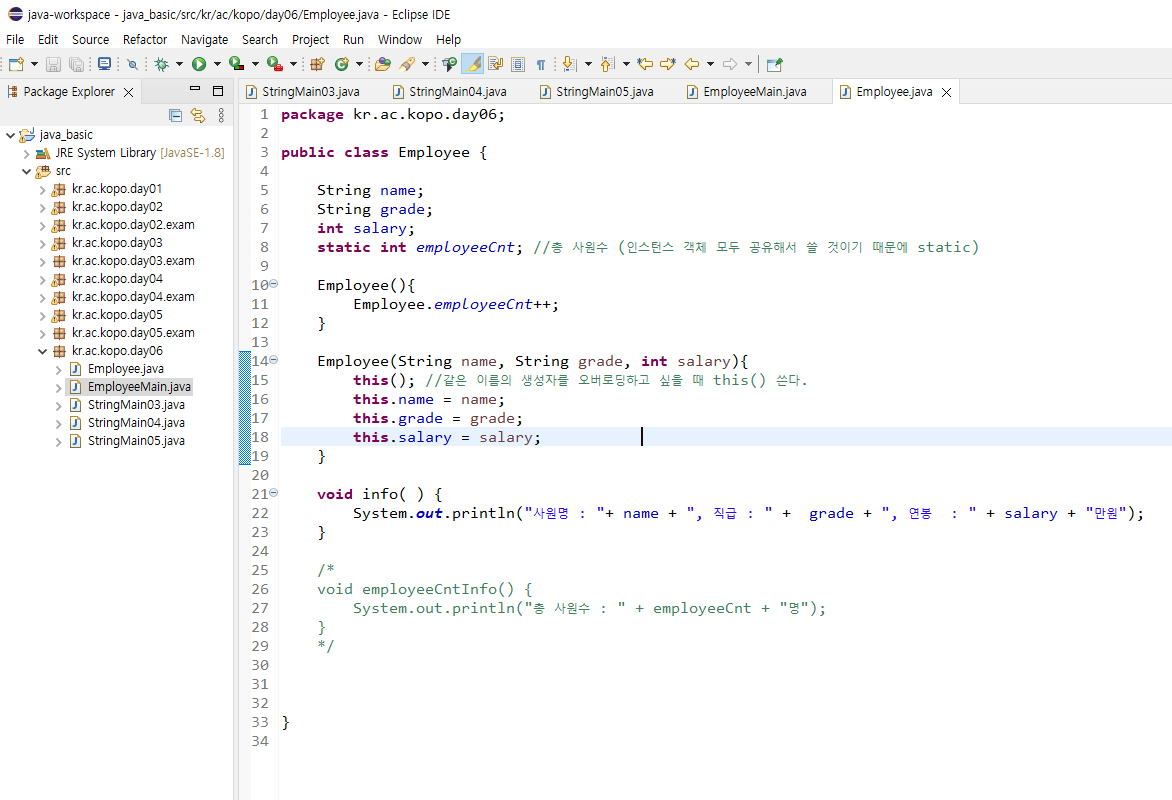 java-workspace - java_basic/src/kr/ac/kopo/day06/Employee.java - Eclipse IDE
File Edit Source Refactor Navigate Search Project Run Window Help
Package Explorer
java_basic
JRE System Library [JavaSE-1.8]
src
kr.ac.kopo.day01
kr.ac.kopo.day02
kr.ac.kopo.day02.exam
kr.ac.kopo.day03
kr.ac.kopo.day03.exam
kr.ac.kopo.day04
kr.ac.kopo.day04.exam
kr.ac.kopo.day05
kr.ac.kopo.day05.exam
kr.ac.kopo.day06
Employee.java
EmployeeMain.java
StringMain03.java
StringMain04.java
StringMain05.java
StringMain03.java StringMain04.java StringMain05.java EmployeeMain.java Employee.java
1 package kr.ac.kopo.day06;
2
3 public class Employee {
4
5 String name;
6 String grade;
7 int salary;
8 static int employeeCnt; //총 사원수 (인스턴스 객체 모두 공유해서 쓸 것이기 때문에 static)
9
10 Employee(){
11 Employee.employeeCnt++;
12 }
13
14 Employee(String name, String grade, int salary){
15 this(); //같은 이름의 생성자를 오버로딩하고 싶을 때 this() 쓴다.
16 this.name = name;
17 this.grade = grade;
18 this.salary = salary;
19 }
20
21 void info( ) {
22 System.out.println("사원명 : "+ name + ", 직급 : " +  grade + ", 연봉  : " + salary + "만원");
23 }
24
25 /*
26 void employeeCntInfo() {
27 System.out.println("총 사원수 : " + employeeCnt + "명");
28 }
29 */
30
31
32
33 }
34